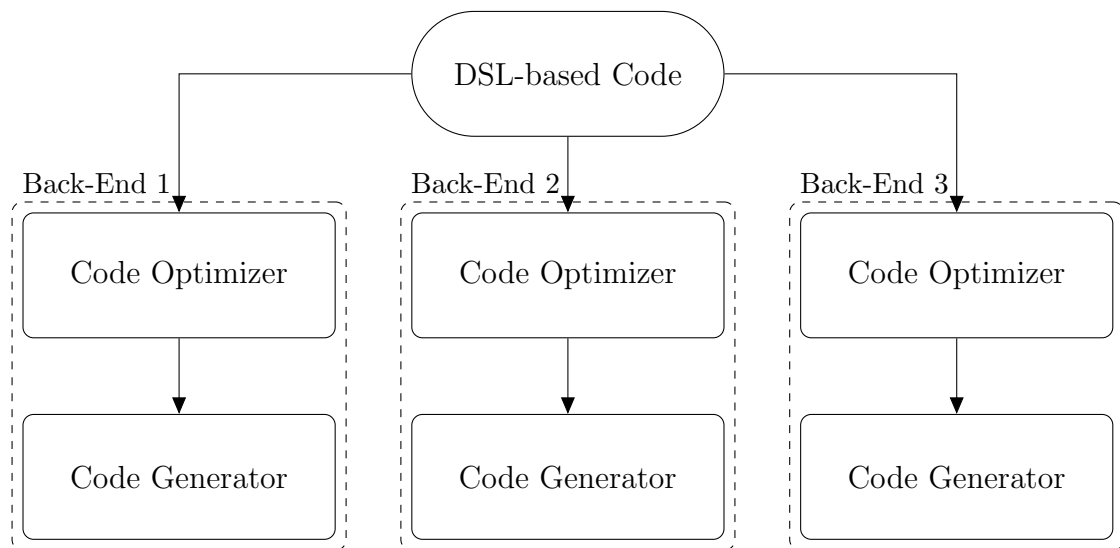 DSL-based Code
Back-End 1
Back-End 2
Back-End 3
Code Optimizer
Code Optimizer
Code Optimizer
Code Generator
Code Generator
Code Generator